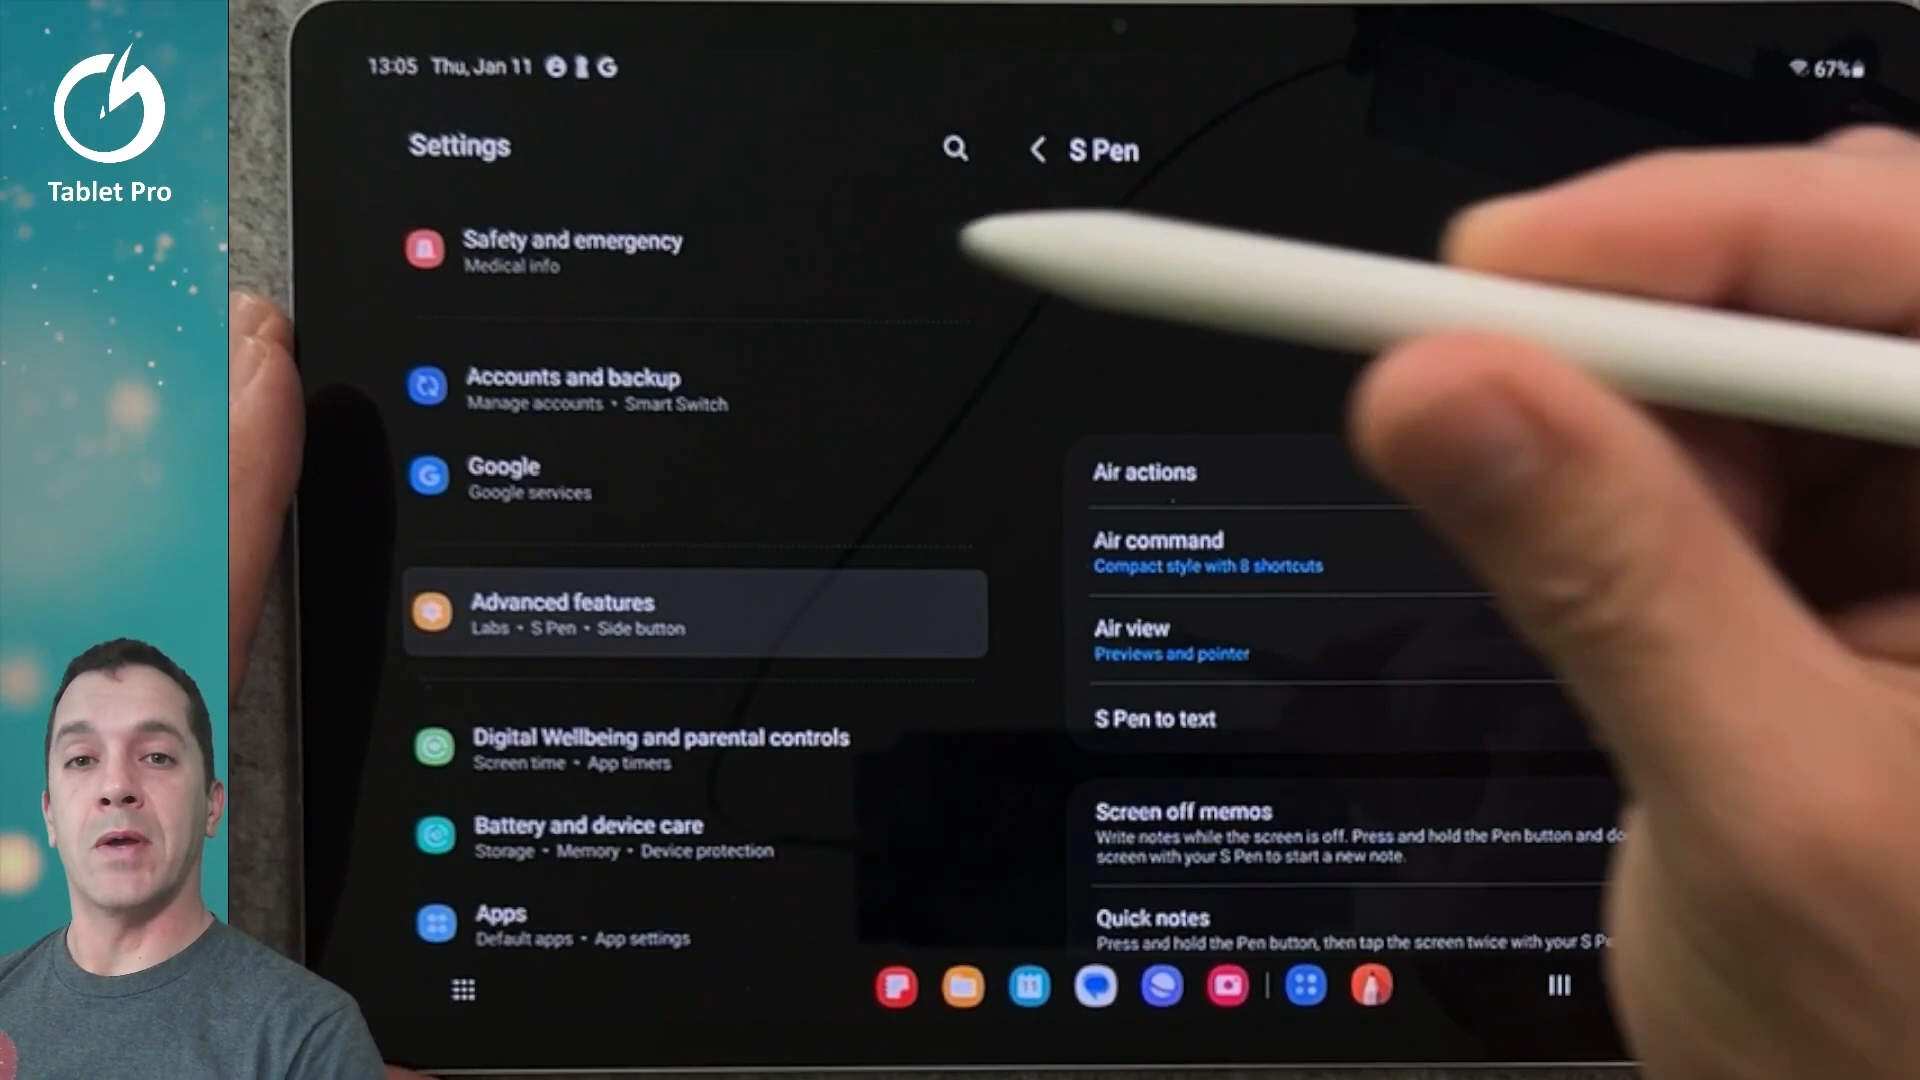 Tablet Pro
13:05 Thu, Jan 11
67%
Settings
Safety and emergency
Medical info
Accounts and backup
Manage accounts • Smart Switch
Google
Google services
Advanced features
Labs • S Pen • Side button
Digital Wellbeing and parental controls
Screen time • App timers
Battery and device care
Storage • Memory • Device protection
Apps
Default apps • App settings
S Pen
Air actions
Air command
Compact style with 8 shortcuts
Air view
Previews and pointer
S Pen to text
Screen off memos
Write notes while the screen is off. Press and hold the Pen button and do
screen with your S Pen to start a new note.
Quick notes
Press and hold the Pen button, then tap the screen twice with your S Pe
11